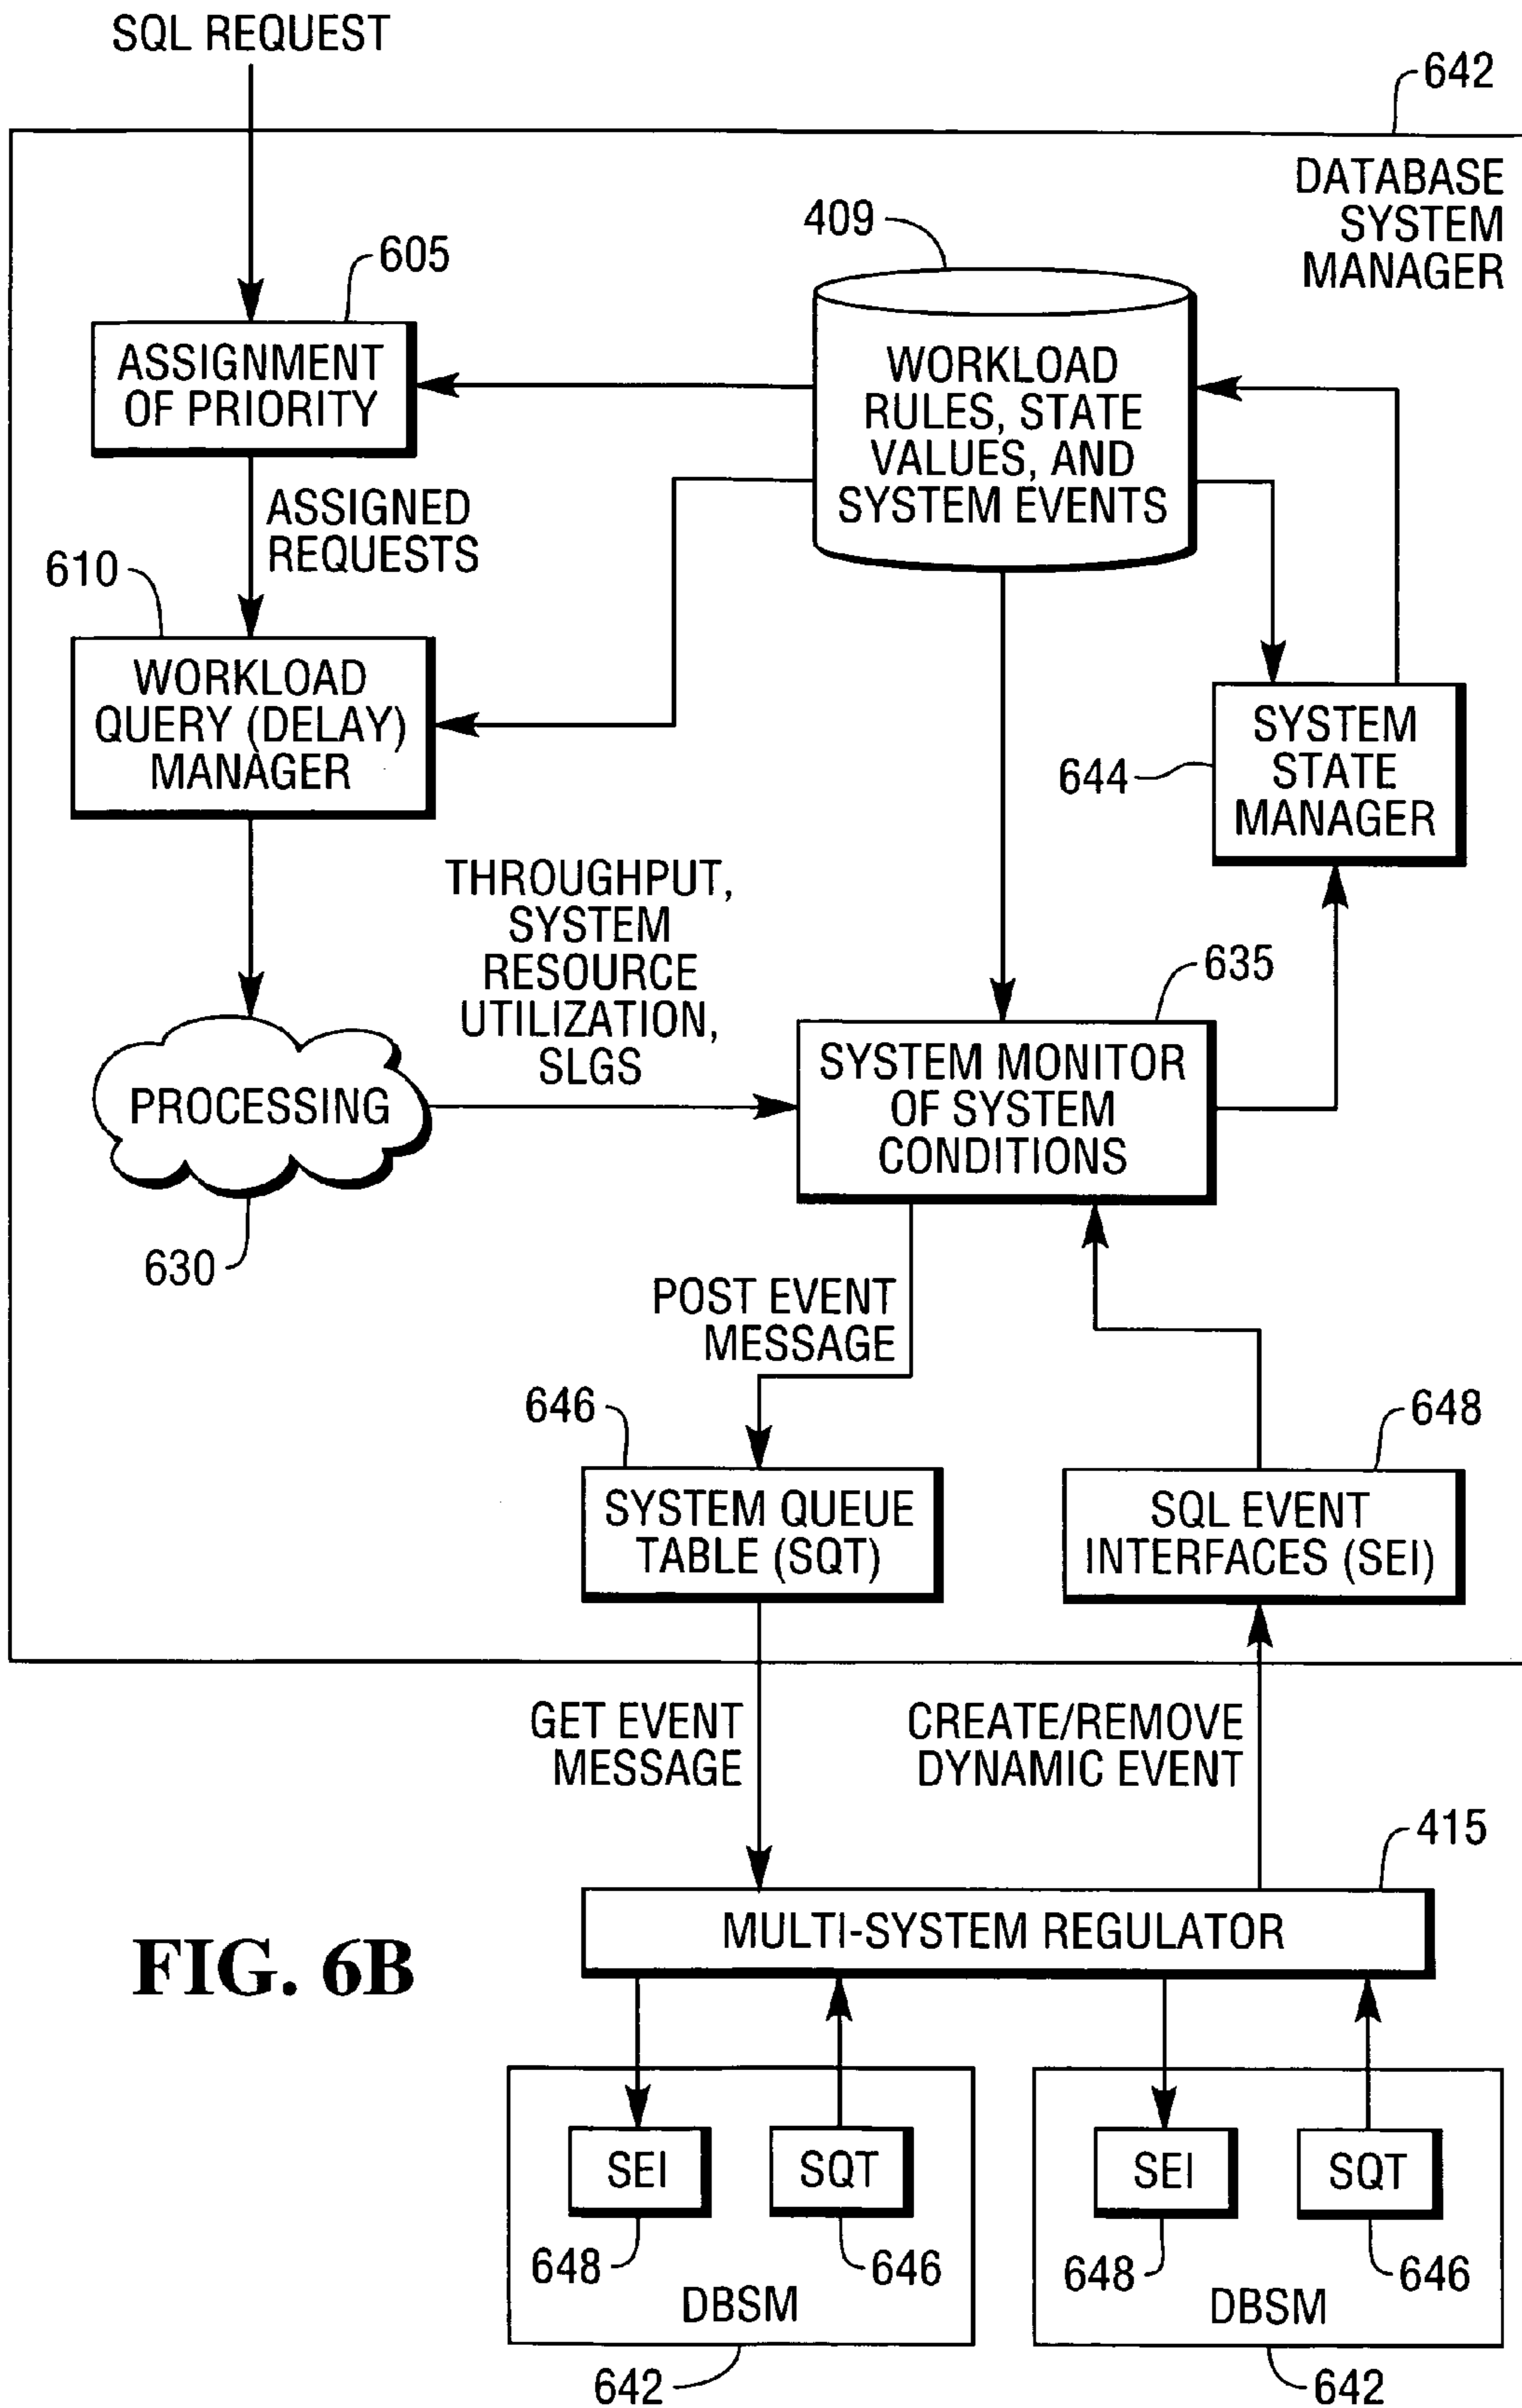 SQL REQUEST
642
DATABASE
SYSTEM
MANAGER
409
605
ASSIGNMENT
OF PRIORITY
WORKLOAD
RULES, STATE
VALUES, AND
SYSTEM EVENTS
ASSIGNED
REQUESTS
610
WORKLOAD
QUERY (DELAY)
MANAGER
SYSTEM
STATE
MANAGER
644
THROUGHPUT,
SYSTEM
RESOURCE
UTILIZATION,
SLGS
635
SYSTEM MONITOR
OF SYSTEM
CONDITIONS
PROCESSING
630
POST EVENT
MESSAGE
646
648
SYSTEM QUEUE
TABLE (SQT)
SQL EVENT
INTERFACES (SEI)
GET EVENT
MESSAGE
CREATE/REMOVE
DYNAMIC EVENT
415
MULTI-SYSTEM REGULATOR
FIG. 6B
SEI
SQT
SEI
SQT
648
646
648
646
DBSM
DBSM
642
642